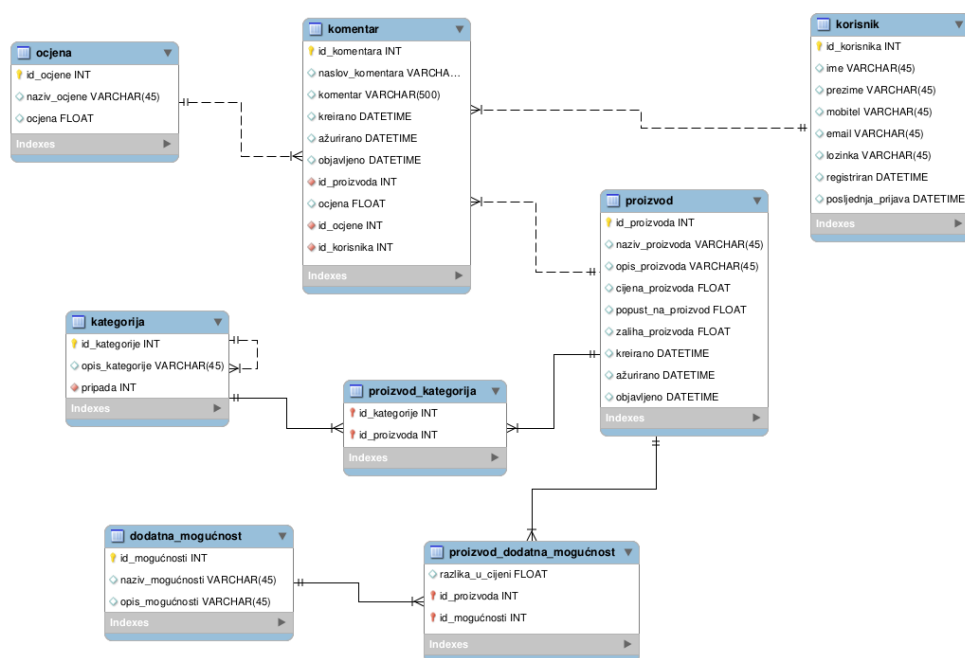 ocjena
id_ocjene INT
naziv_ocjene VARCHAR(45)
ocjena FLOAT
Indexes
komentar
id_komentara INT
naslov_komentara VARCHA...
komentar VARCHAR(500)
kreirano DATETIME
ažurirano DATETIME
objavljeno DATETIME
id_proizvoda INT
ocjena FLOAT
id_ocjene INT
id_korisnika INT
Indexes
korisnik
id_korisnika INT
ime VARCHAR(45)
prezime VARCHAR(45)
mobitel VARCHAR(45)
email VARCHAR(45)
lozinka VARCHAR(45)
registriran DATETIME
posljednja_prijava DATETIME
Indexes
proizvod
id_proizvoda INT
naziv_proizvoda VARCHAR(45)
opis_proizvoda VARCHAR(45)
cijena_proizvoda FLOAT
popust_na_proizvod FLOAT
zaliha_proizvoda FLOAT
kreirano DATETIME
ažurirano DATETIME
objavljeno DATETIME
Indexes
kategorija
id_kategorije INT
opis_kategorije VARCHAR(45)
pripada INT
Indexes
proizvod_kategorija
id_kategorije INT
id_proizvoda INT
Indexes
dodatna_mogućnost
id_mogućnosti INT
naziv_mogućnosti VARCHAR(45)
opis_mogućnosti VARCHAR(45)
Indexes
proizvod_dodatna_mogućnost
razlika_u_cijeni FLOAT
id_proizvoda INT
id_mogućnosti INT
Indexes